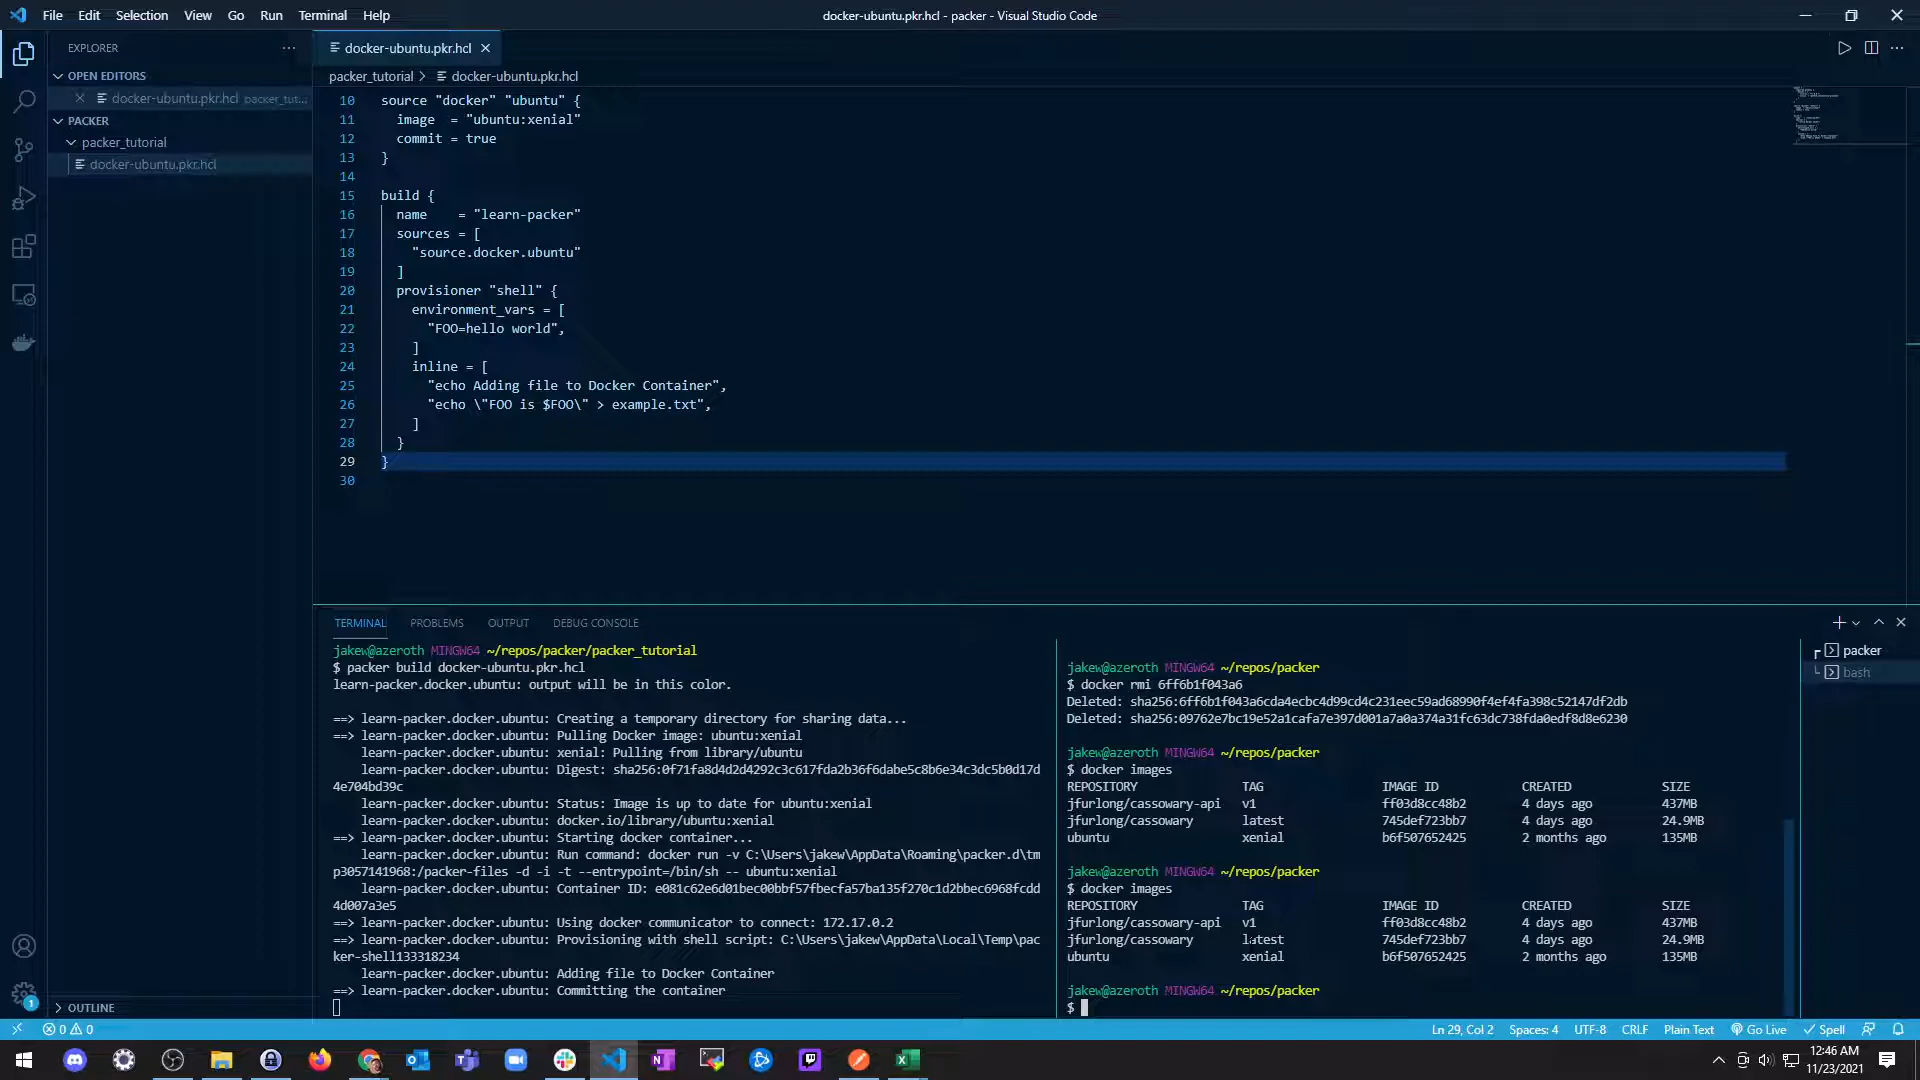 File Edit Selection View Go Run Terminal Help
docker-ubuntu.pkr.hcl - packer - Visual Studio Code
EXPLORER
OPEN EDITORS
docker-ubuntu.pkr.hcl packer_tut...
PACKER
packer_tutorial
docker-ubuntu.pkr.hcl
OUTLINE
docker-ubuntu.pkr.hcl
packer_tutorial > docker-ubuntu.pkr.hcl
10 source "docker" "ubuntu" {
11 image = "ubuntu:xenial"
12 commit = true
13 }
14
15 build {
16 name = "learn-packer"
17 sources = [
18 "source.docker.ubuntu"
19 ]
20 provisioner "shell" {
21 environment_vars = [
22 "FOO=hello world",
23 ]
24 inline = [
25 "echo Adding file to Docker Container",
26 "echo \"FOO is $FOO\" > example.txt",
27 ]
28 }
29 }
30
TERMINAL PROBLEMS OUTPUT DEBUG CONSOLE
jakew@azeroth MINGW64 ~/repos/packer/packer_tutorial
$ packer build docker-ubuntu.pkr.hcl
learn-packer.docker.ubuntu: output will be in this color.
==> learn-packer.docker.ubuntu: Creating a temporary directory for sharing data...
==> learn-packer.docker.ubuntu: Pulling Docker image: ubuntu:xenial
learn-packer.docker.ubuntu: xenial: Pulling from library/ubuntu
learn-packer.docker.ubuntu: Digest: sha256:0f71fa8d4d2d4292c3c617fda2b36f6dabe5c8b6e34c3dc5b0d17d
4e704bd39c
learn-packer.docker.ubuntu: Status: Image is up to date for ubuntu:xenial
learn-packer.docker.ubuntu: docker.io/library/ubuntu:xenial
==> learn-packer.docker.ubuntu: Starting docker container...
learn-packer.docker.ubuntu: Run command: docker run -v C:\Users\jakew\AppData\Roaming\packer.d\tm
p3057141968:/packer-files -d -i -t --entrypoint=/bin/sh -- ubuntu:xenial
learn-packer.docker.ubuntu: Container ID: e081c62e6d01bec00bbf57fbecfa57ba135f270c1d2bbec6968fcdd
4d007a3e5
==> learn-packer.docker.ubuntu: Using docker communicator to connect: 172.17.0.2
==> learn-packer.docker.ubuntu: Provisioning with shell script: C:\Users\jakew\AppData\Local\Temp\pac
ker-shell133318234
learn-packer.docker.ubuntu: Adding file to Docker Container
==> learn-packer.docker.ubuntu: Committing the container
jakew@azeroth MINGW64 ~/repos/packer
$ docker rmi 6ff6b1f043a6
Deleted: sha256:6ff6b1f043a6cda4ecbc4d99cd4c231eec59ad68990f4ef4fa398c52147df2db
Deleted: sha256:09762e7bc19e52a1cafa7e397d001a7a0a374a31fc63dc738fda0edf8d8e6230
jakew@azeroth MINGW64 ~/repos/packer
$ docker images
REPOSITORY TAG IMAGE ID CREATED SIZE
jfurlong/cassowary-api v1 ff03d8cc48b2 4 days ago 437MB
jfurlong/cassowary latest 745def723bb7 4 days ago 24.9MB
ubuntu xenial b6f507652425 2 months ago 135MB
jakew@azeroth MINGW64 ~/repos/packer
$ docker images
REPOSITORY TAG IMAGE ID CREATED SIZE
jfurlong/cassowary-api v1 ff03d8cc48b2 4 days ago 437MB
jfurlong/cassowary latest 745def723bb7 4 days ago 24.9MB
ubuntu xenial b6f507652425 2 months ago 135MB
jakew@azeroth MINGW64 ~/repos/packer
$
packer
bash
1
0 0
Ln 29, Col 2 Spaces: 4 UTF-8 CRLF Plain Text Go Live Spell
12:46 AM
11/23/2021